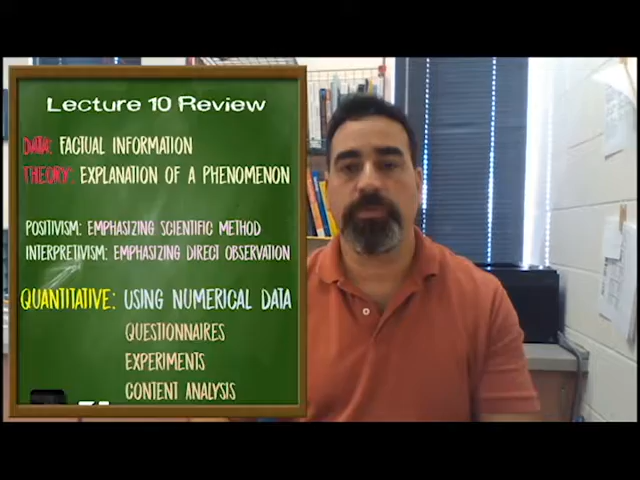 Lecture 10 Review
DATA: FACTUAL INFORMATION
THEORY: EXPLANATION OF A PHENOMENON
POSITIVISM: EMPHASIZING SCIENTIFIC METHOD
INTERPRETIVISM: EMPHASIZING DIRECT OBSERVATION
QUANTITATIVE: USING NUMERICAL DATA
QUESTIONNAIRES
EXPERIMENTS
CONTENT ANALYSIS